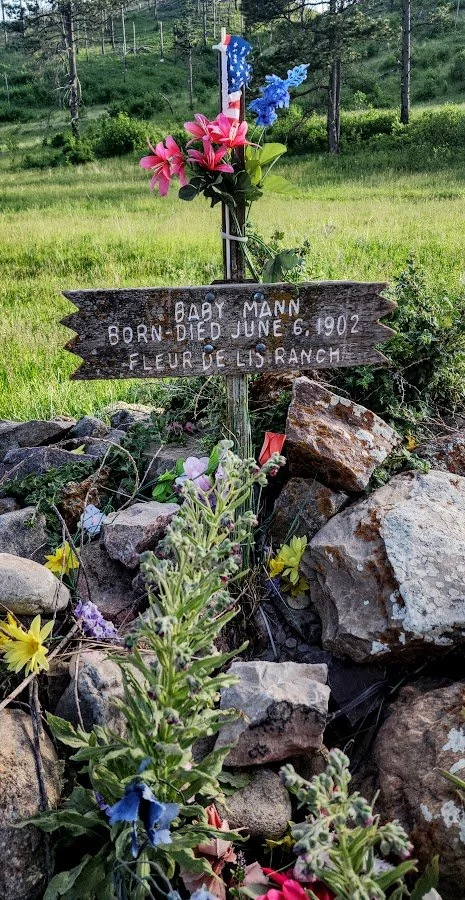 BABY MANN
BORN-DIED JUNE 6, 1902
FLEUR DE LIS RANCH